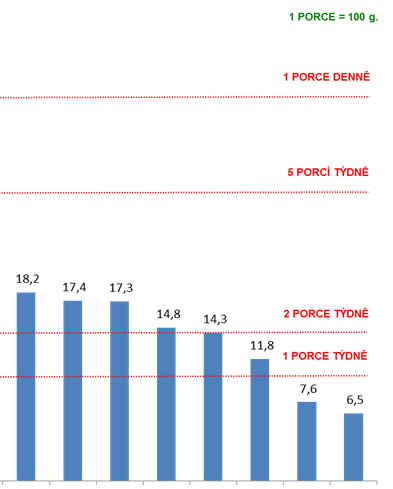 1 PORCE = 100 g.
1 PORCE DENNĚ
5 PORCÍ TÝDNĚ
18,2
17,4
17,3
14,8
14,3
2 PORCE TÝDNĚ
11,8
1 PORCE TÝDNĚ
7,6
6,5